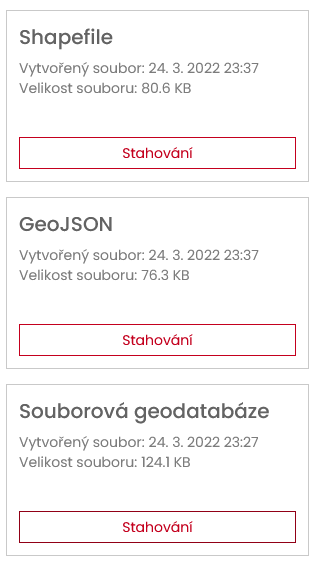 Shapefile
Vytvořený soubor: 24. 3. 2022 23:37
Velikost souboru: 80.6 KB
Stahování
GeoJSON
Vytvořený soubor: 24. 3. 2022 23:37
Velikost souboru: 76.3 KB
Stahování
Souborová geodatabáze
Vytvořený soubor: 24. 3. 2022 23:27
Velikost souboru: 124.1 KB
Stahování